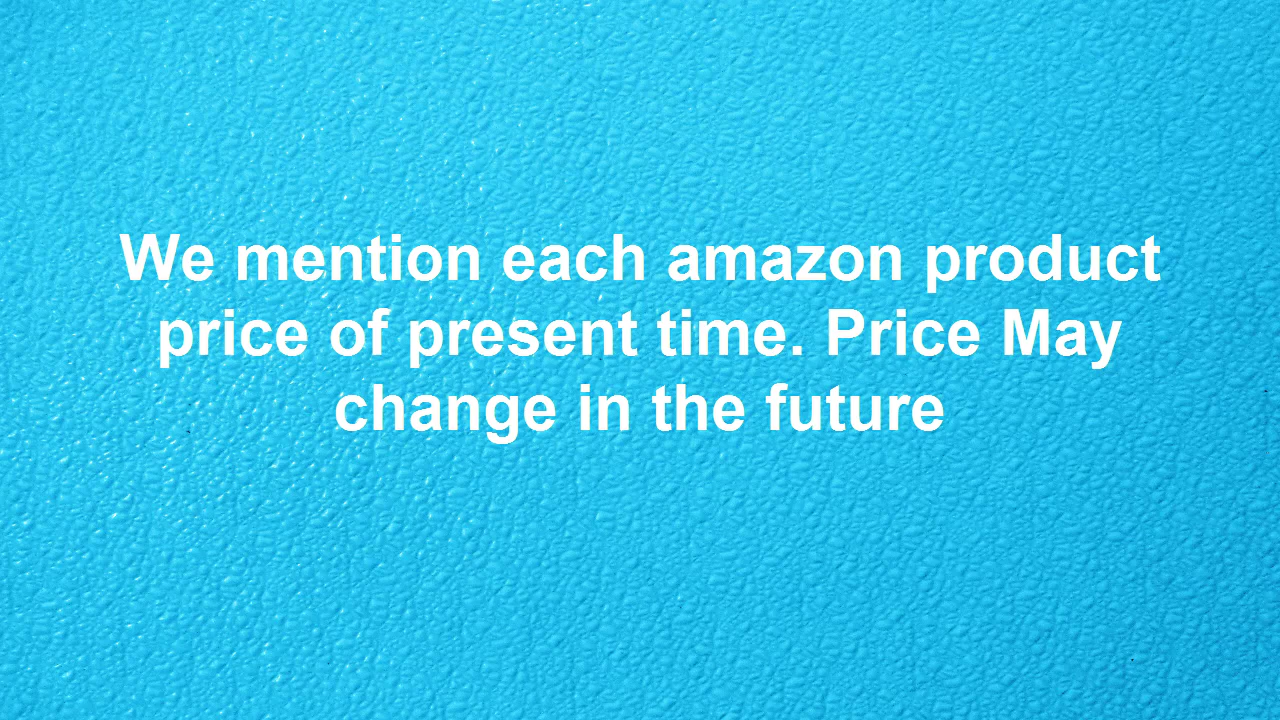 We mention each amazon product
price of present time. Price May
change in the future